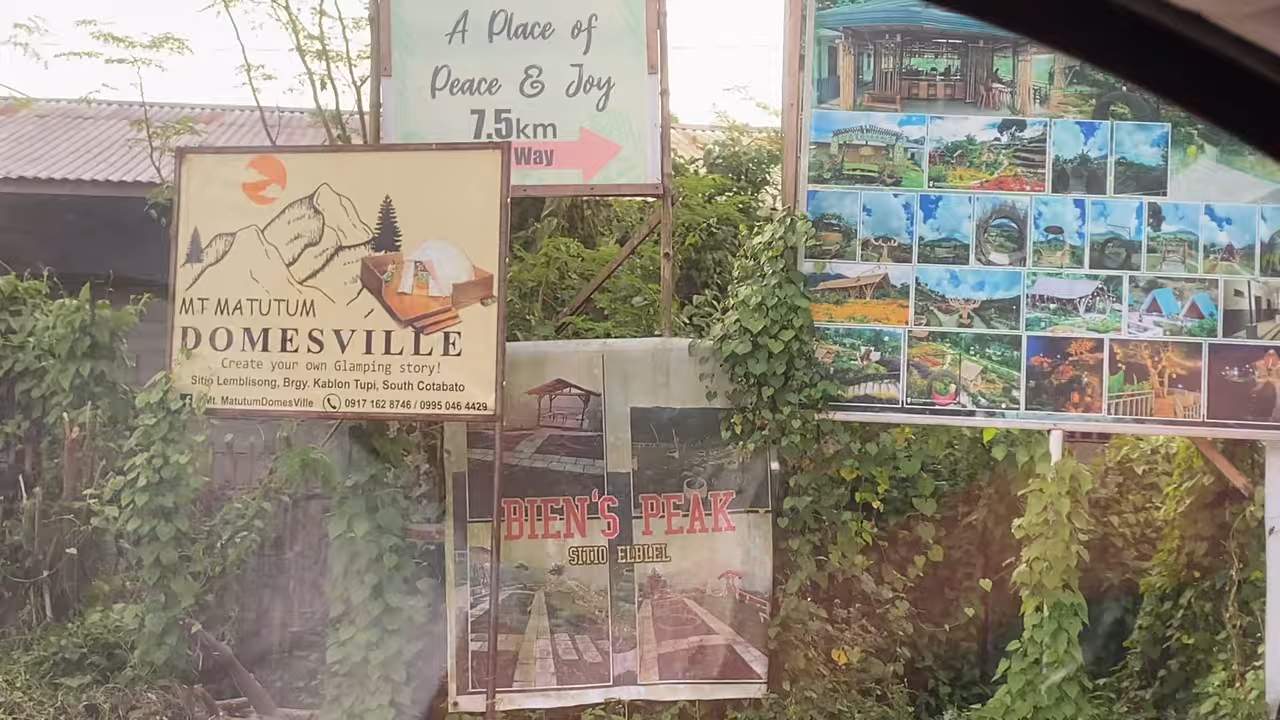 A Place of
Peace & Joy
7.5km
Way
MT MATUTUM
DOMESVILLE
Create your own Glamping story!
Sitio Lemblisong, Brgy. Kablon Tupi, South Cotabato
Mt. MatutumDomesVille 0917 162 8746 / 0995 046 4429
BIEN'S PEAK
SITIO ELBLEL